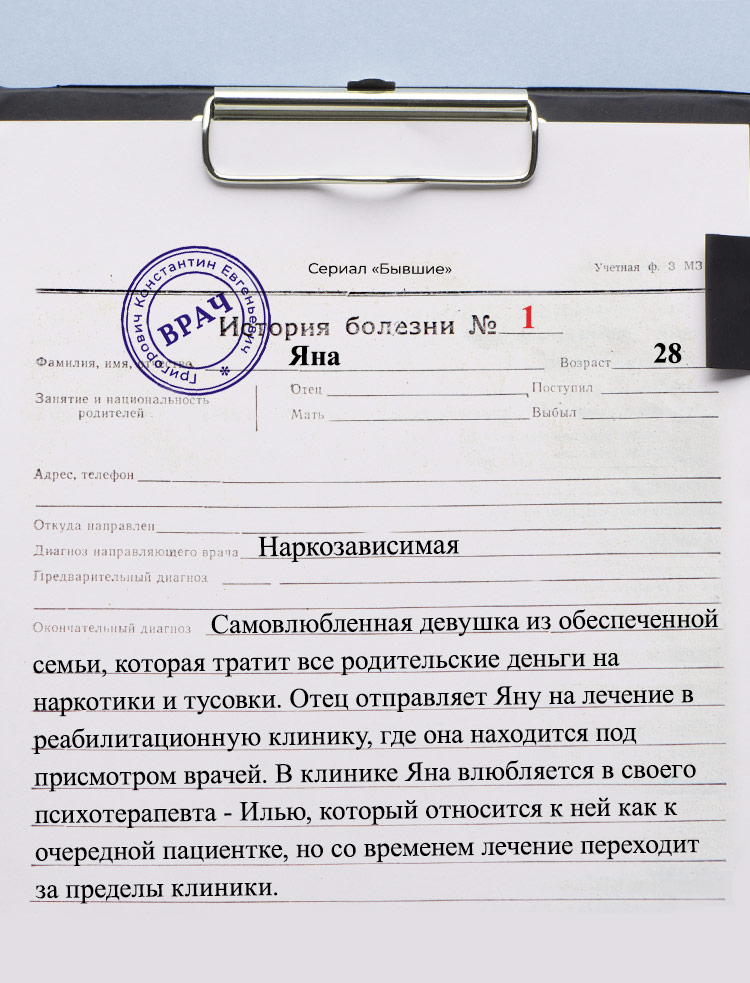 Сериал «Бывшие»
Учетная ф. 3 МЗ
Григорович Константин Евгеньевич
ВРАЧ
*
История болезни № 1
Фамилия, имя, отчество Яна Возраст 28
Занятие и национальность родителей
Отец Поступил
Мать Выбыл
Адрес, телефон
Откуда направлен
Диагноз направляющего врача Наркозависимая
Предварительный диагноз
Окончательный диагноз Самовлюбленная девушка из обеспеченной
семьи, которая тратит все родительские деньги на
наркотики и тусовки. Отец отправляет Яну на лечение в
реабилитационную клинику, где она находится под
присмотром врачей. В клинике Яна влюбляется в своего
психотерапевта - Илью, который относится к ней как к
очередной пациентке, но со временем лечение переходит
за пределы клиники.